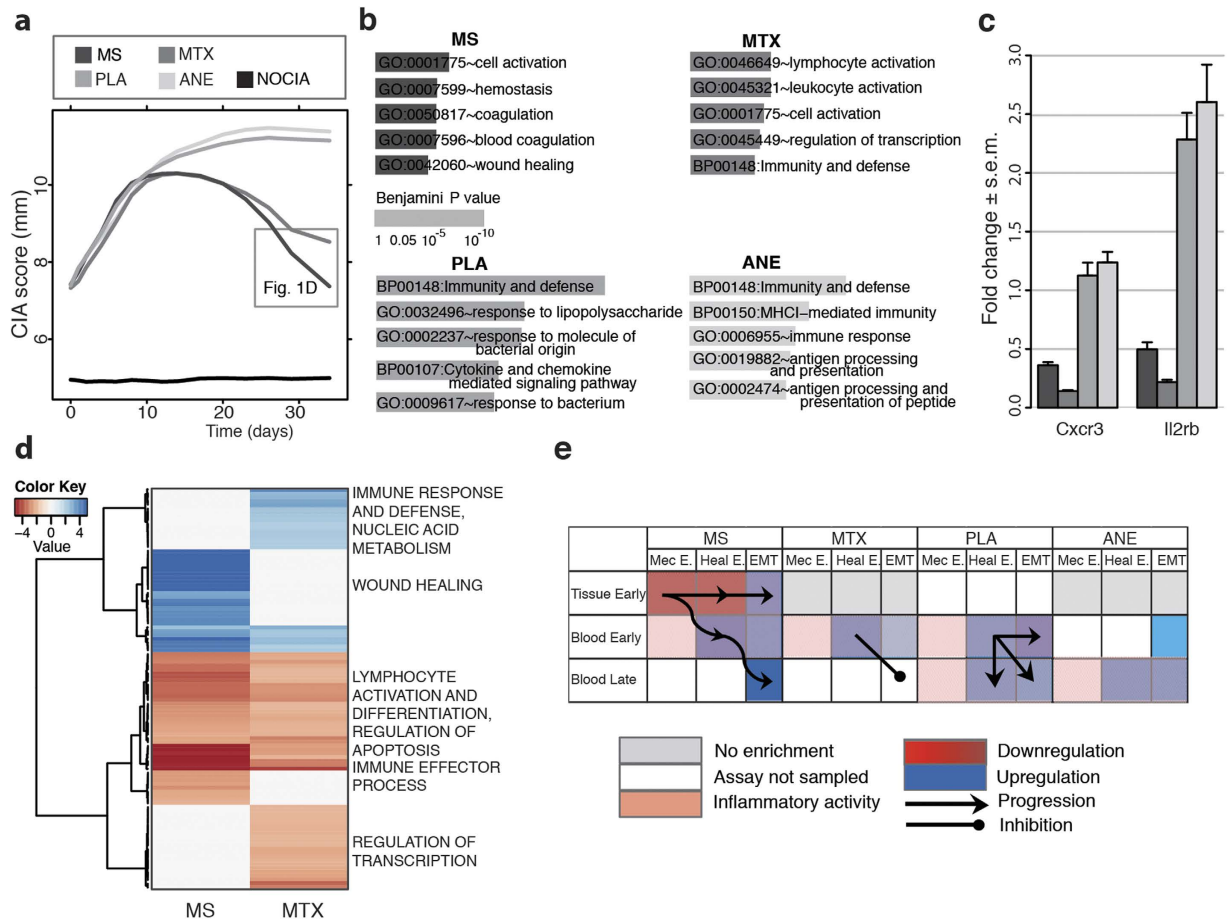 a
MS
MTX
PLA
ANE
NOCIA
CIA score (mm)
10
8
6
Fig. 1D
0
10
20
30
Time (days)
b
MS
GO:0001775~cell activation
GO:0007599~hemostasis
GO:0050817~coagulation
GO:0007596~blood coagulation
GO:0042060~wound healing
MTX
GO:0046649~lymphocyte activation
GO:0045321~leukocyte activation
GO:0001775~cell activation
GO:0045449~regulation of transcription
BP00148:Immunity and defense
Benjamini P value
1 0.05 10-5 10-10
PLA
BP00148:Immunity and defense
GO:0032496~response to lipopolysaccharide
GO:0002237~response to molecule of
bacterial origin
BP00107:Cytokine and chemokine
mediated signaling pathway
GO:0009617~response to bacterium
ANE
BP00148:Immunity and defense
BP00150:MHCI−mediated immunity
GO:0006955~immune response
GO:0019882~antigen processing
and presentation
GO:0002474~antigen processing and
presentation of peptide
c
Fold change ± s.e.m.
3.0
2.5
2.0
1.5
1.0
0.5
0.0
Cxcr3
Il2rb
d
Color Key
−4 0 4
Value
IMMUNE RESPONSE
AND DEFENSE,
NUCLEIC ACID
METABOLISM
WOUND HEALING
LYMPHOCYTE
ACTIVATION AND
DIFFERENTIATION,
REGULATION OF
APOPTOSIS
IMMUNE EFFECTOR
PROCESS
REGULATION OF
TRANSCRIPTION
MS
MTX
e
MS MTX PLA ANE
Mec E. Heal E. EMT Mec E. Heal E. EMT Mec E. Heal E. EMT Mec E. Heal E. EMT
Tissue Early
Blood Early
Blood Late
No enrichment
Assay not sampled
Inflammatory activity
Downregulation
Upregulation
Progression
Inhibition